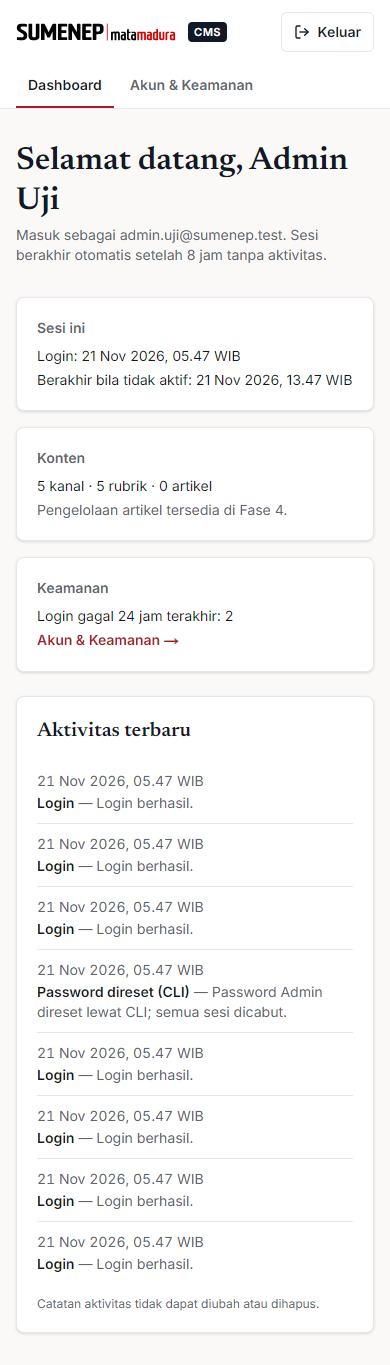 SUMENEP matamadura CMS Keluar
Dashboard Akun & Keamanan
Selamat datang, Admin
Uji
Masuk sebagai admin.uji@sumenep.test. Sesi
berakhir otomatis setelah 8 jam tanpa aktivitas.
Sesi ini
Login: 21 Nov 2026, 05.47 WIB
Berakhir bila tidak aktif: 21 Nov 2026, 13.47 WIB
Konten
5 kanal · 5 rubrik · 0 artikel
Pengelolaan artikel tersedia di Fase 4.
Keamanan
Login gagal 24 jam terakhir: 2
Akun & Keamanan →
Aktivitas terbaru
21 Nov 2026, 05.47 WIB
Login — Login berhasil.
21 Nov 2026, 05.47 WIB
Login — Login berhasil.
21 Nov 2026, 05.47 WIB
Login — Login berhasil.
21 Nov 2026, 05.47 WIB
Password direset (CLI) — Password Admin
direset lewat CLI; semua sesi dicabut.
21 Nov 2026, 05.47 WIB
Login — Login berhasil.
21 Nov 2026, 05.47 WIB
Login — Login berhasil.
21 Nov 2026, 05.47 WIB
Login — Login berhasil.
21 Nov 2026, 05.47 WIB
Login — Login berhasil.
Catatan aktivitas tidak dapat diubah atau dihapus.